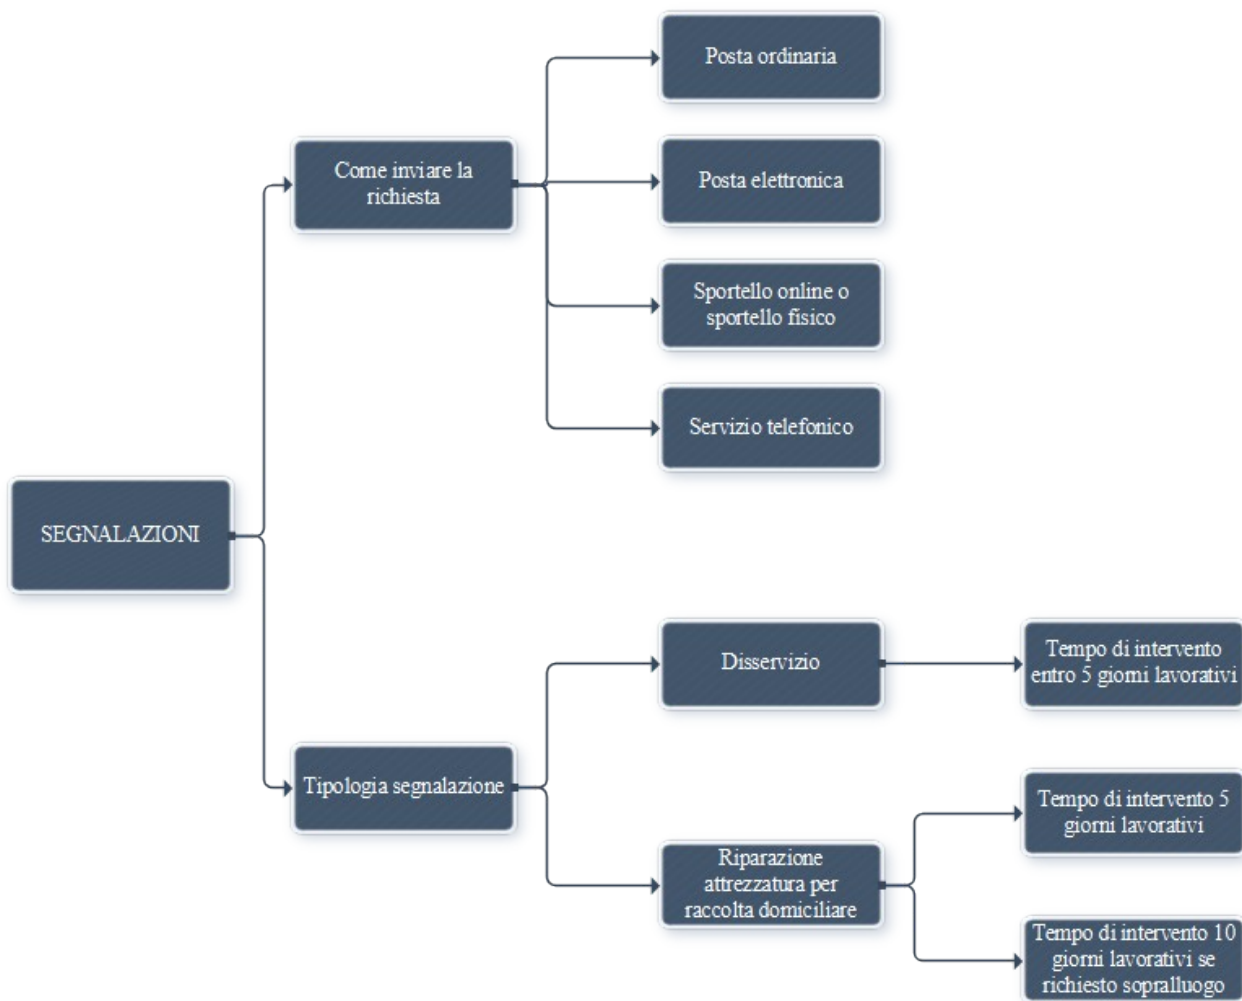 Posta ordinaria
Come inviare la
richiesta
Posta elettronica
Sportello online o
sportello fisico
Servizio telefonico
SEGNALAZIONI
Disservizio
Tempo di intervento
entro 5 giorni lavorativi
Tipologia segnalazione
Tempo di intervento 5
giorni lavorativi
Riparazione
attrezzatura per
raccolta domiciliare
Tempo di intervento 10
giorni lavorativi se
richiesto sopralluogo